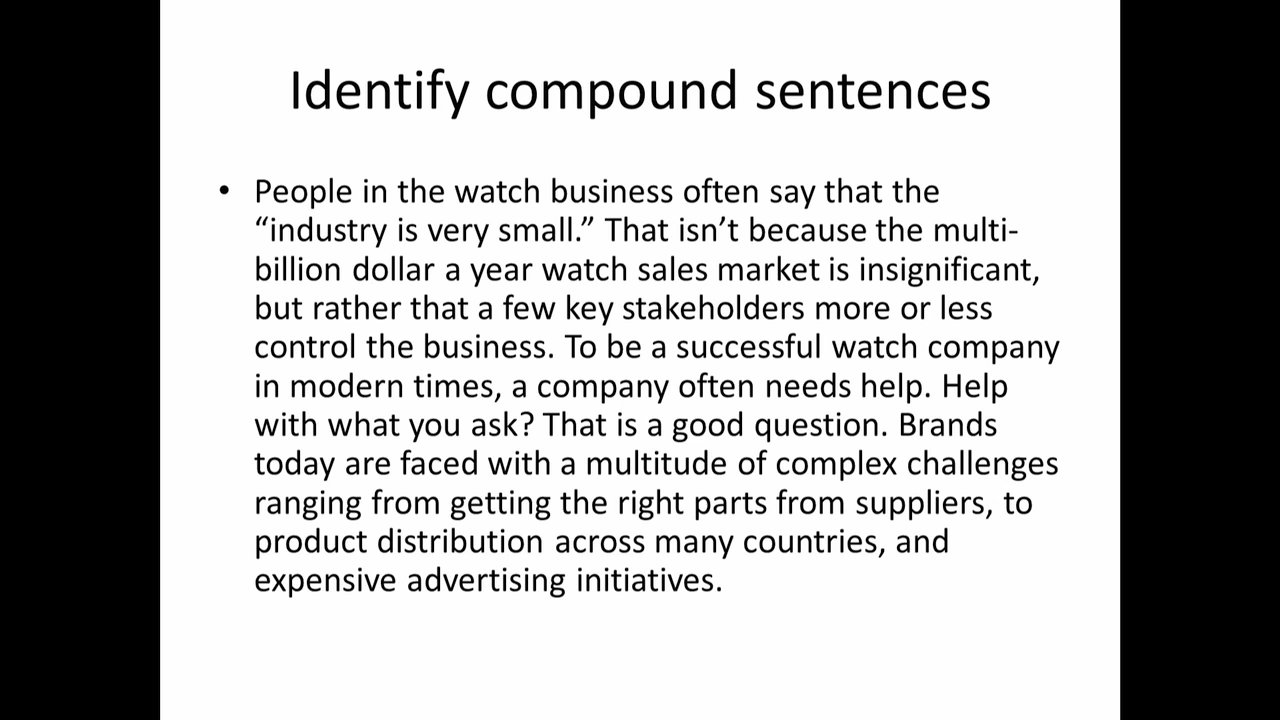 Identify compound sentences
• People in the watch business often say that the
“industry is very small.” That isn’t because the multi-
billion dollar a year watch sales market is insignificant,
but rather that a few key stakeholders more or less
control the business. To be a successful watch company
in modern times, a company often needs help. Help
with what you ask? That is a good question. Brands
today are faced with a multitude of complex challenges
ranging from getting the right parts from suppliers, to
product distribution across many countries, and
expensive advertising initiatives.